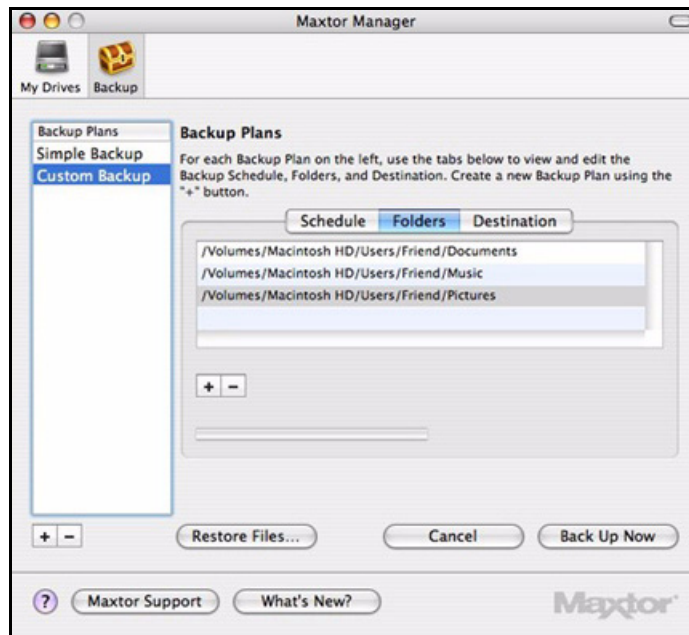 Maxtor Manager
My Drives
Backup
Backup Plans
Simple Backup
Custom Backup
Backup Plans
For each Backup Plan on the left, use the tabs below to view and edit the
Backup Schedule, Folders, and Destination. Create a new Backup Plan using the
"+" button.
Schedule Folders Destination
/Volumes/Macintosh HD/Users/Friend/Documents
/Volumes/Macintosh HD/Users/Friend/Music
/Volumes/Macintosh HD/Users/Friend/Pictures
+ -
+ -
Restore Files... Cancel Back Up Now
? Maxtor Support What's New?
Maxtor